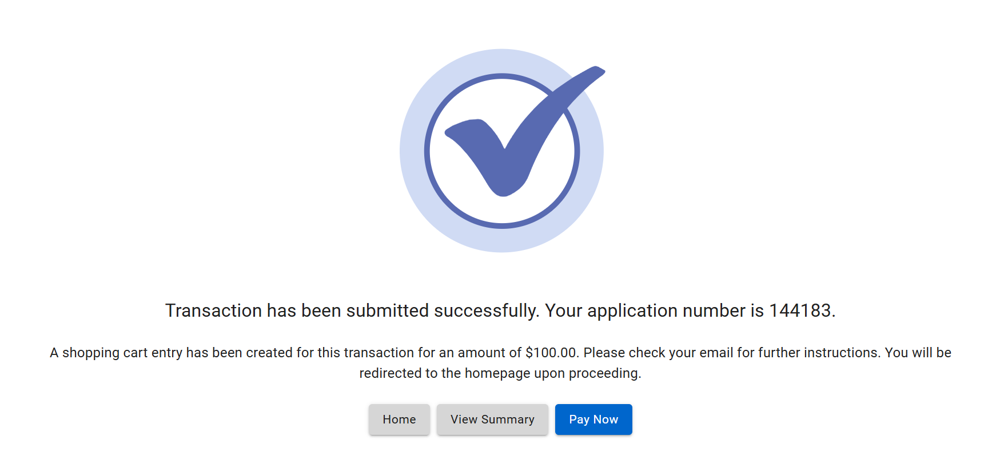 Transaction has been submitted successfully. Your application number is 144183.
A shopping cart entry has been created for this transaction for an amount of $100.00. Please check your email for further instructions. You will be
redirected to the homepage upon proceeding.
Home View Summary Pay Now